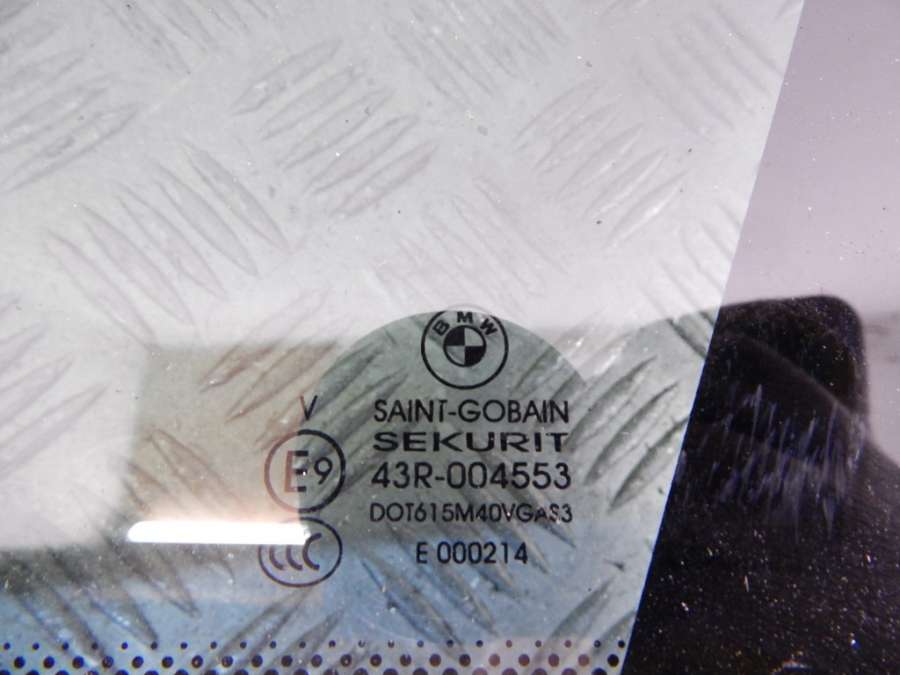 BMW
V
SAINT-GOBAIN
SEKURIT
E9
43R-004553
DOT615M40VGAS3
CCC
E 000214